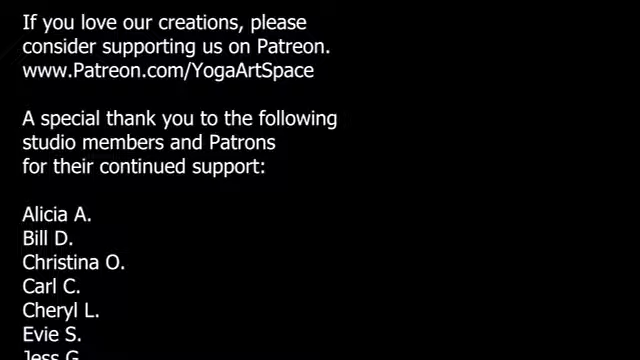 If you love our creations, please
consider supporting us on Patreon.
www.Patreon.com/YogaArtSpace
A special thank you to the following
studio members and Patrons
for their continued support:
Alicia A.
Bill D.
Christina O.
Carl C.
Cheryl L.
Evie S.
Jess G.